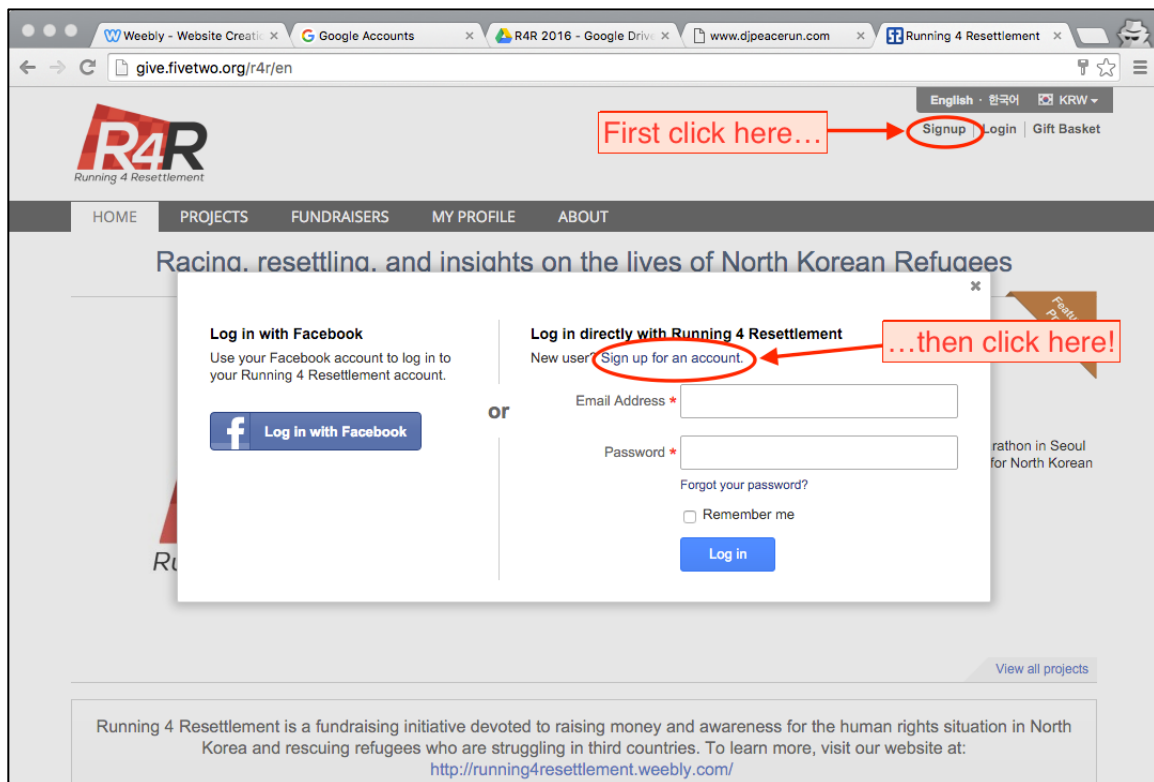 Weebly - Website Creatic
Google Accounts
R4R 2016 - Google Driv
www.djpeacerun.com
Running 4 Resettlement
give.fivetwo.org/r4r/en
English · 한국어 KRW
R4R
Running 4 Resettlement
First click here…
Signup | Login | Gift Basket
HOME PROJECTS FUNDRAISERS MY PROFILE ABOUT
Racing, resettling, and insights on the lives of North Korean Refugees
Log in with Facebook
Use your Facebook account to log in to
your Running 4 Resettlement account.
f Log in with Facebook
or
Log in directly with Running 4 Resettlement
New user? Sign up for an account.
…then click here!
Email Address *
Password *
Forgot your password?
Remember me
Log in
rathon in Seoul
for North Korean
Ru
View all projects
Running 4 Resettlement is a fundraising initiative devoted to raising money and awareness for the human rights situation in North
Korea and rescuing refugees who are struggling in third countries. To learn more, visit our website at:
http://running4resettlement.weebly.com/